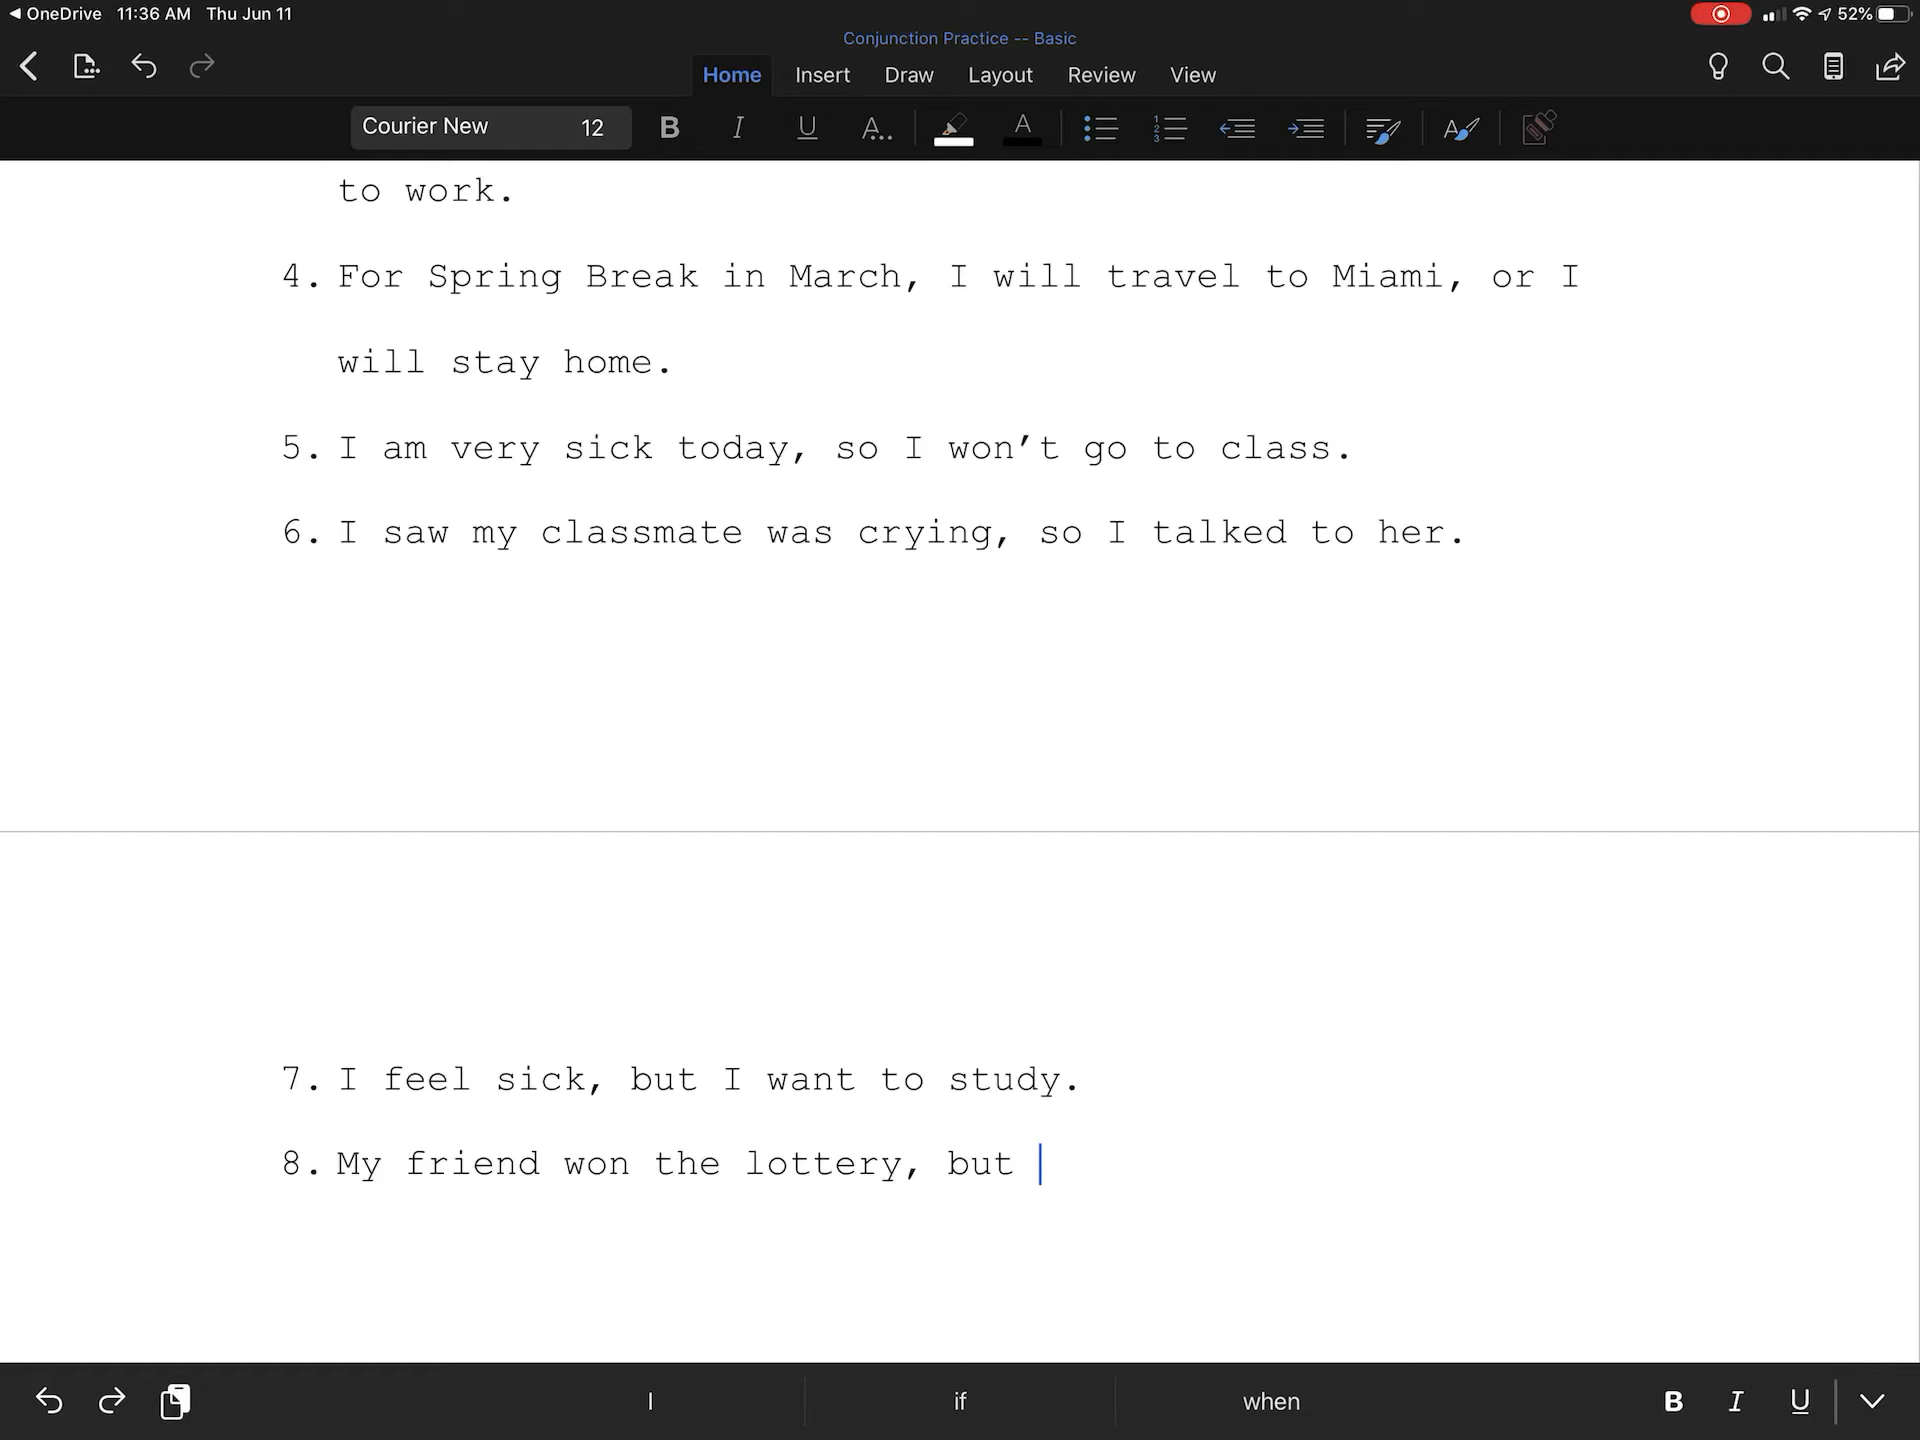 OneDrive 11:36 AM Thu Jun 11 52%
Conjunction Practice -- Basic
Home Insert Draw Layout Review View
Courier New 12 B I U A.. A
to work.
4. For Spring Break in March, I will travel to Miami, or I
will stay home.
5. I am very sick today, so I won’t go to class.
6. I saw my classmate was crying, so I talked to her.
7. I feel sick, but I want to study.
8. My friend won the lottery, but
I if when B I U